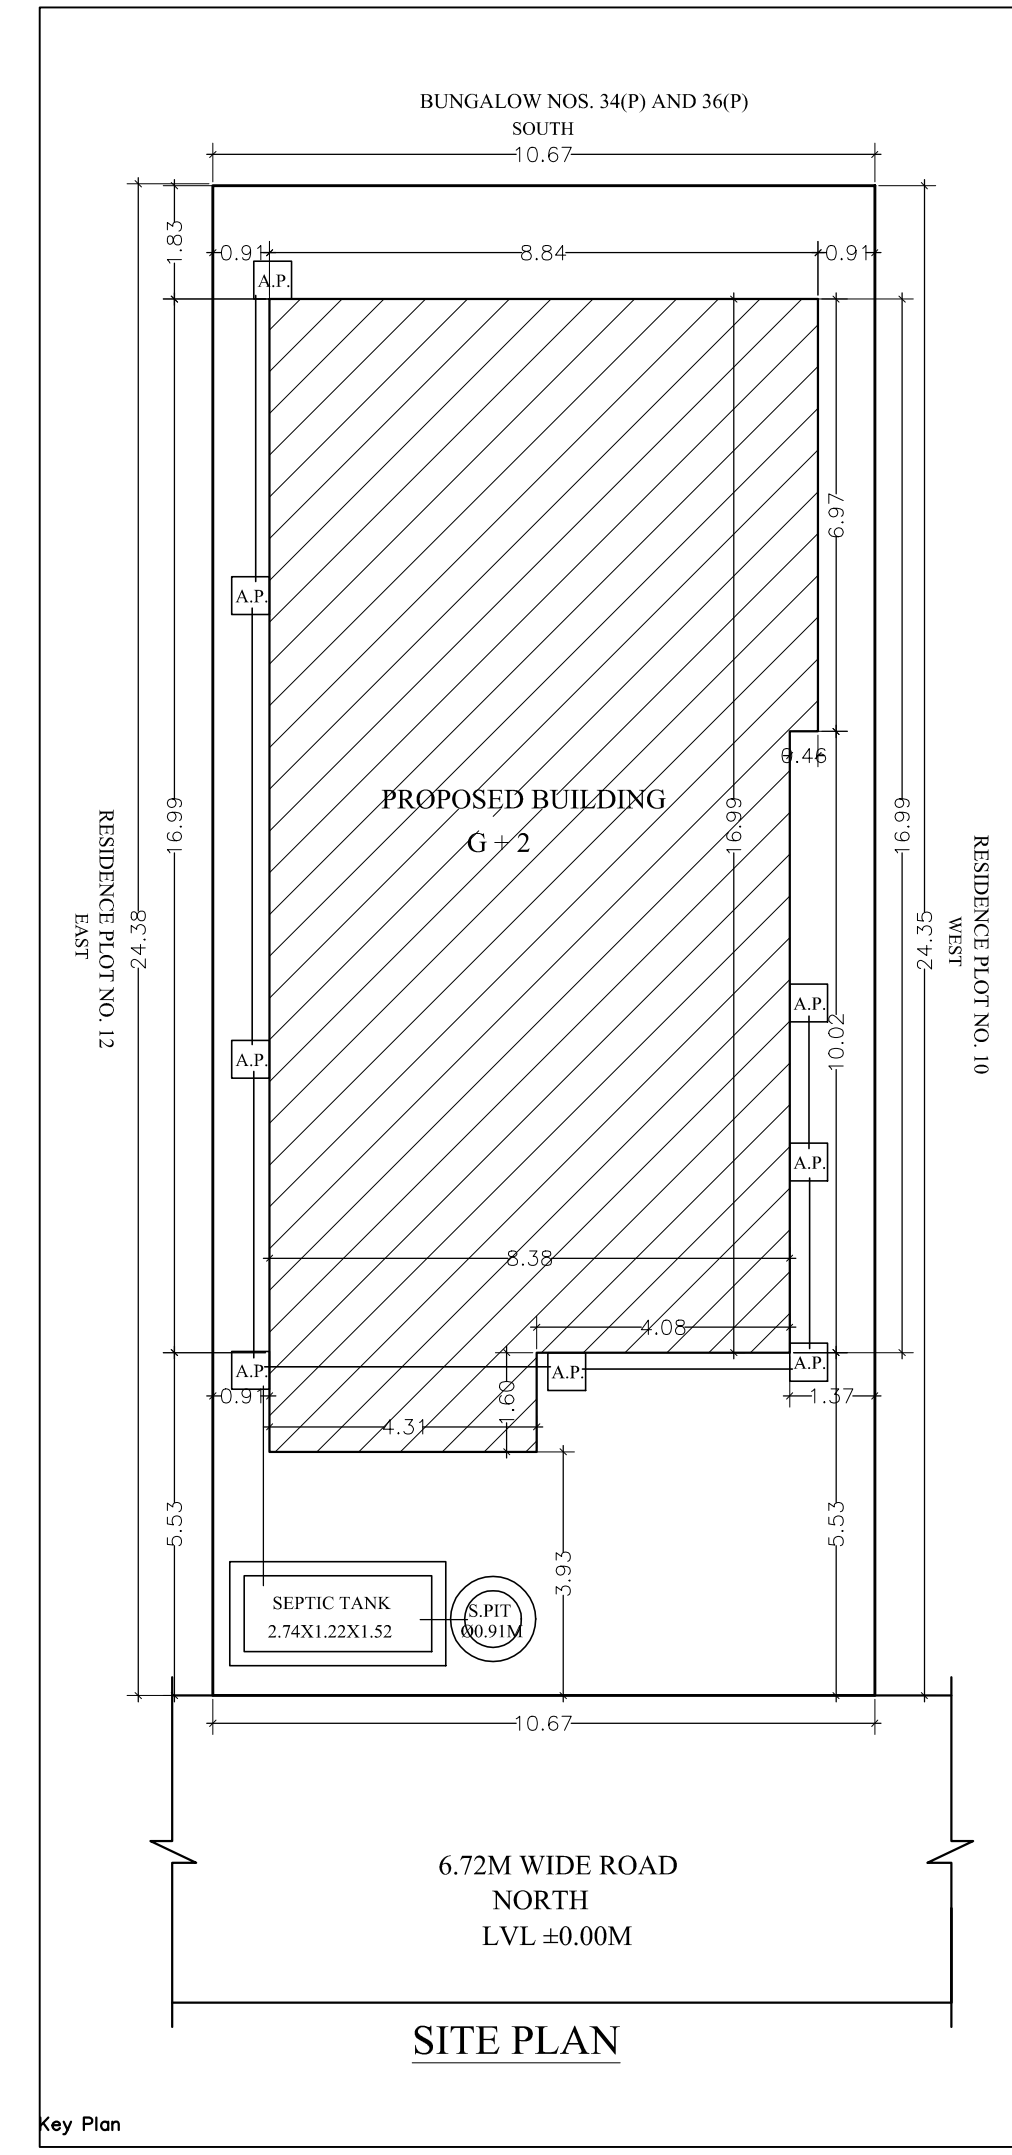 BUNGALOW NOS. 34(P) AND 36(P)
SOUTH
10.67
1.83
0.91
8.84
0.91
A.P.
6.97
A.P.
0.46
PROPOSED BUILDING
G + 2
16.99
16.99
16.99
RESIDENCE PLOT NO. 12
EAST
24.38
24.35
RESIDENCE PLOT NO. 10
WEST
A.P.
10.02
A.P.
A.P.
8.38
4.08
A.P.
A.P.
A.P.
0.91
1.60
1.37
4.31
5.53
3.93
5.53
SEPTIC TANK
2.74X1.22X1.52
S.PIT
Ø0.91M
10.67
6.72M WIDE ROAD
NORTH
LVL ±0.00M
SITE PLAN
Key Plan